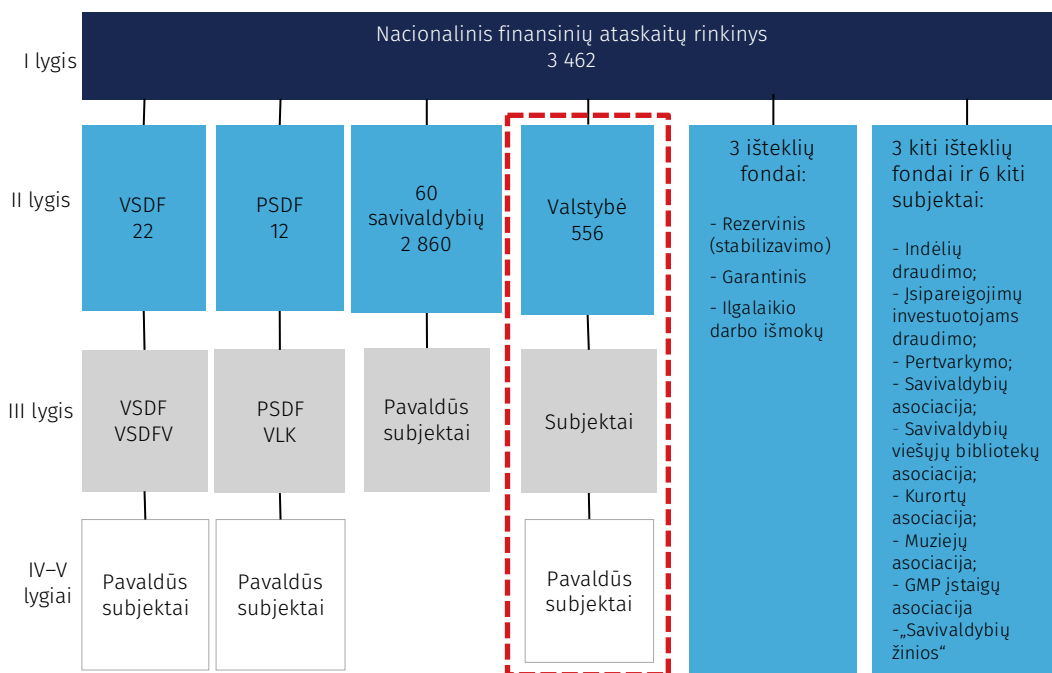 Nacionalinis finansinių ataskaitų rinkinys
3 462
I lygis
II lygis
VSDF
22
PSDF
12
60
savivaldybių
2 860
Valstybė
556
3 išteklių
fondai:
- Rezervinis
(stabilizavimo)
- Garantinis
- Ilgalaikio
darbo išmokų
3 kiti išteklių
fondai ir 6 kiti
subjektai:
- Indėlių
draudimo;
- Įsipareigojimų
investuotojams
draudimo;
- Pertvarkymo;
- Savivaldybių
asociacija;
- Savivaldybių
viešųjų bibliotekų
asociacija;
- Kurortų
asociacija;
- Muziejų
asociacija;
- GMP įstaigų
asociacija
-„Savivaldybių
žinios“
III lygis
VSDF
VSDFV
PSDF
VLK
Pavaldūs
subjektai
Subjektai
IV–V
lygiai
Pavaldūs
subjektai
Pavaldūs
subjektai
Pavaldūs
subjektai